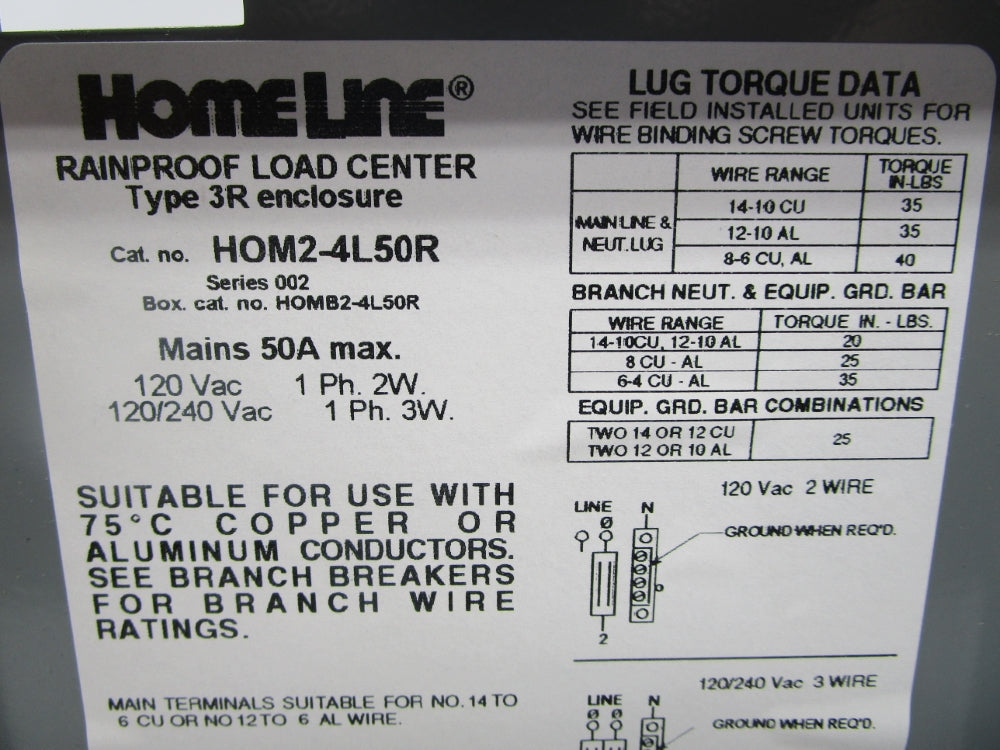 HOMELINE®
RAINPROOF LOAD CENTER
Type 3R enclosure
Cat. no. HOM2-4L50R
Series 002
Box. cat. no. HOMB2-4L50R
Mains 50A max.
120 Vac 1 Ph. 2W.
120/240 Vac 1 Ph. 3W.
SUITABLE FOR USE WITH
75°C COPPER OR
ALUMINUM CONDUCTORS.
SEE BRANCH BREAKERS
FOR BRANCH WIRE
RATINGS.
MAIN TERMINALS SUITABLE FOR NO. 14 TO
6 CU OR NO 12 TO 6 AL WIRE.
LUG TORQUE DATA
SEE FIELD INSTALLED UNITS FOR
WIRE BINDING SCREW TORQUES.
WIRE RANGE TORQUE
IN-LBS
MAIN LINE &
NEUT. LUG
14-10 CU 35
12-10 AL 35
8-6 CU, AL 40
BRANCH NEUT. & EQUIP. GRD. BAR
WIRE RANGE TORQUE IN. - LBS.
14-10CU, 12-10 AL 20
8 CU - AL 25
6-4 CU - AL 35
EQUIP. GRD. BAR COMBINATIONS
TWO 14 OR 12 CU
TWO 12 OR 10 AL
25
120 Vac 2 WIRE
LINE N
GROUND WHEN REQ'D.
2
120/240 Vac 3 WIRE
LINE N
GROUND WHEN REQ'D.